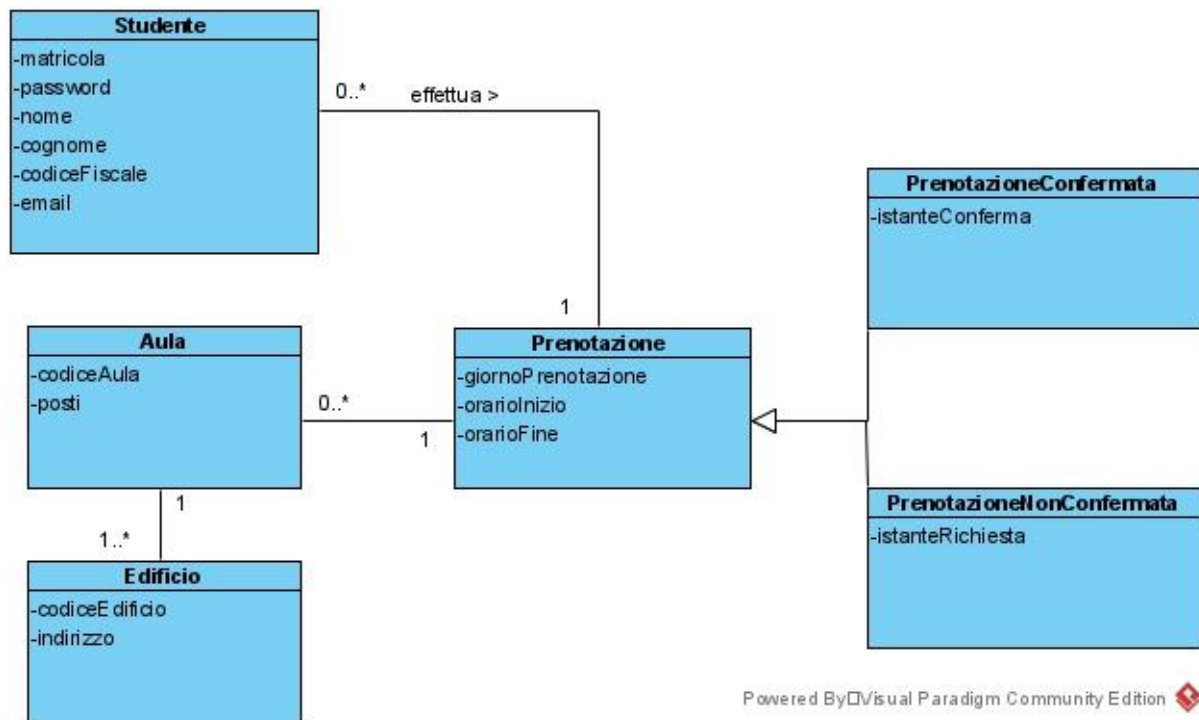 Studente
-matricola
-password
-nome
-cognome
-codiceFiscale
-email
0..*
effettua >
1
PrenotazioneConfermata
-istanteConferma
Aula
-codiceAula
-posti
0..*
1
Prenotazione
-giornoPrenotazione
-orarioInizio
-orarioFine
1
1..*
PrenotazioneNonConfermata
-istanteRichiesta
Edificio
-codiceEdificio
-indirizzo
Powered By□Visual Paradigm Community Edition